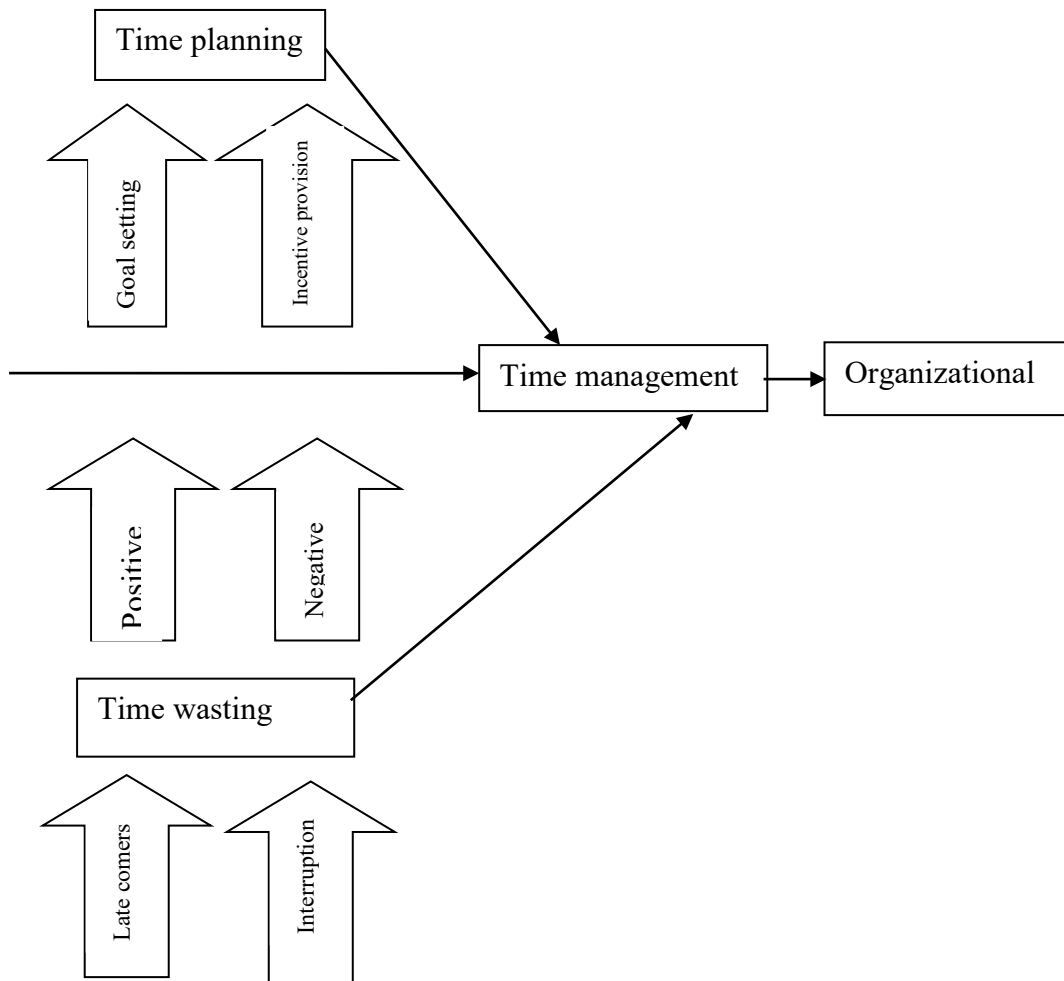 Time planning
Goal setting
Incentive provision
Time management
Organizational
Positive
Negative
Time wasting
Late comers
Interruption